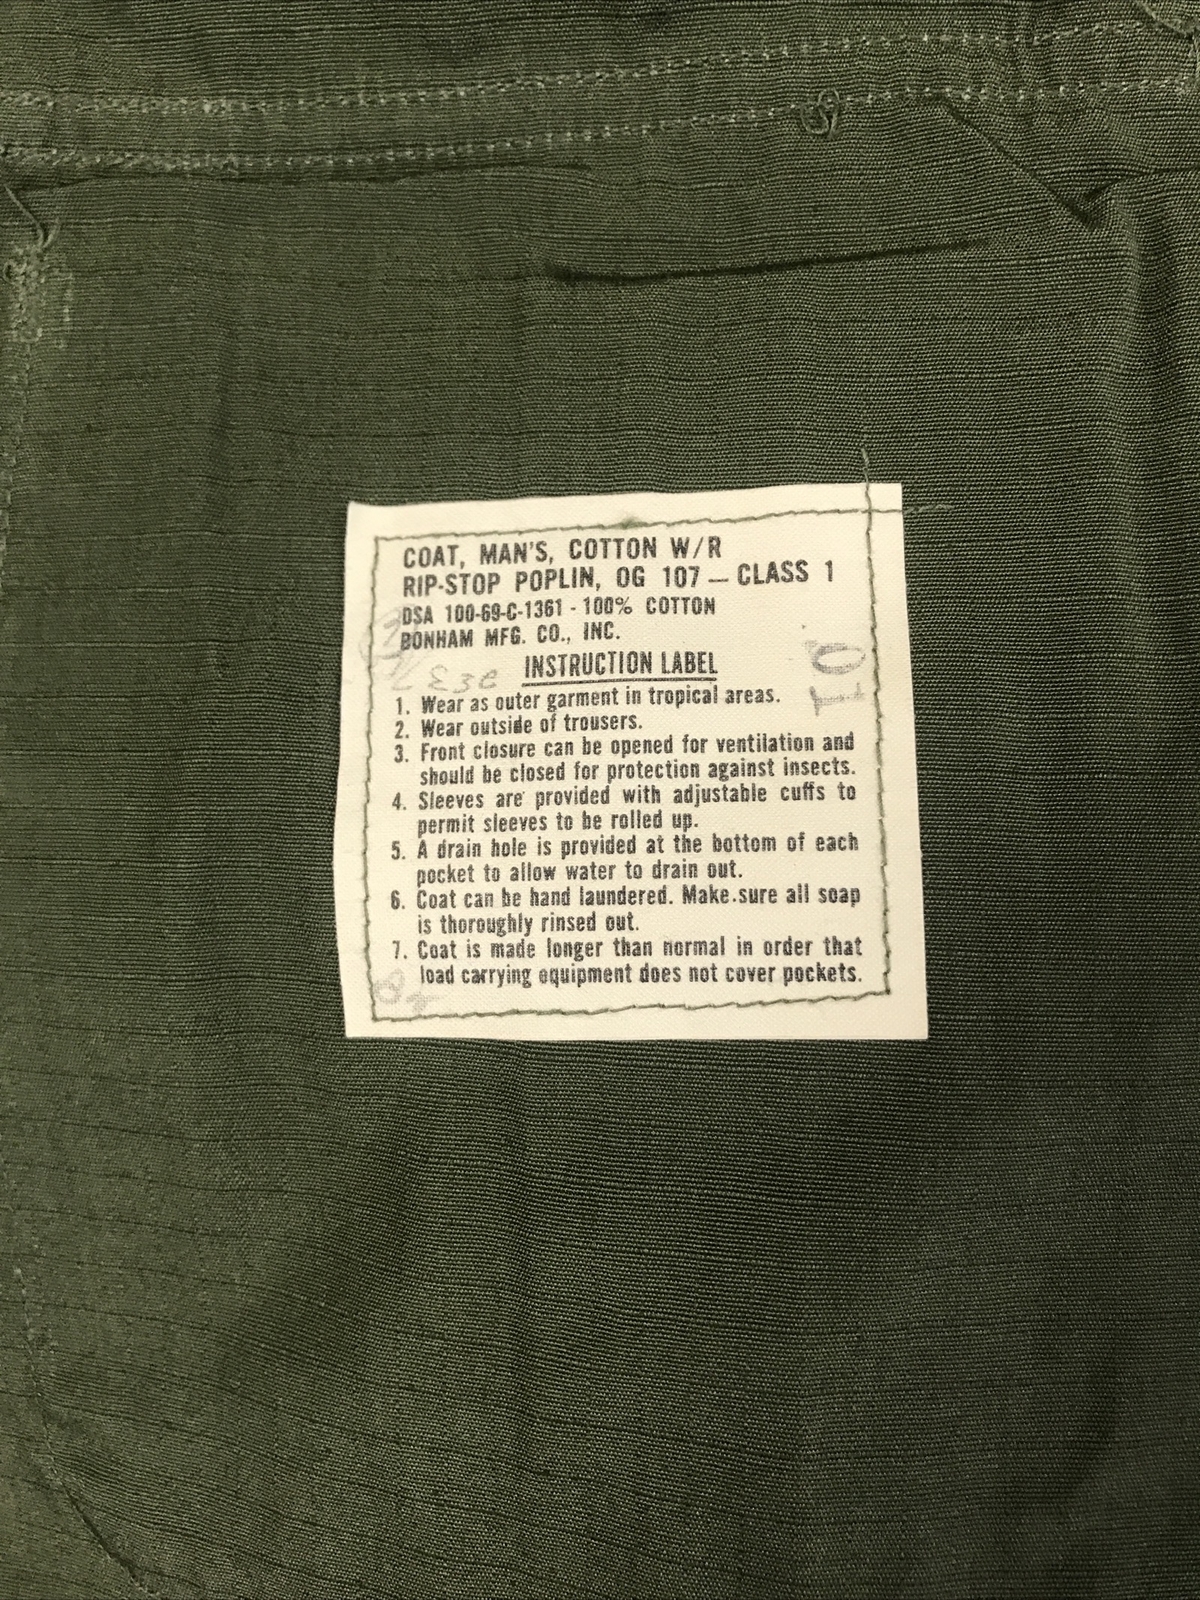 COAT, MAN'S, COTTON W/R
RIP-STOP POPLIN, OG 107 — CLASS 1
DSA 100-69-C-1361 - 100% COTTON
BONHAM MFG. CO., INC.
INSTRUCTION LABEL
1. Wear as outer garment in tropical areas.
2. Wear outside of trousers.
3. Front closure can be opened for ventilation and
should be closed for protection against insects.
4. Sleeves are provided with adjustable cuffs to
permit sleeves to be rolled up.
5. A drain hole is provided at the bottom of each
pocket to allow water to drain out.
6. Coat can be hand laundered. Make sure all soap
is thoroughly rinsed out.
7. Coat is made longer than normal in order that
load carrying equipment does not cover pockets.